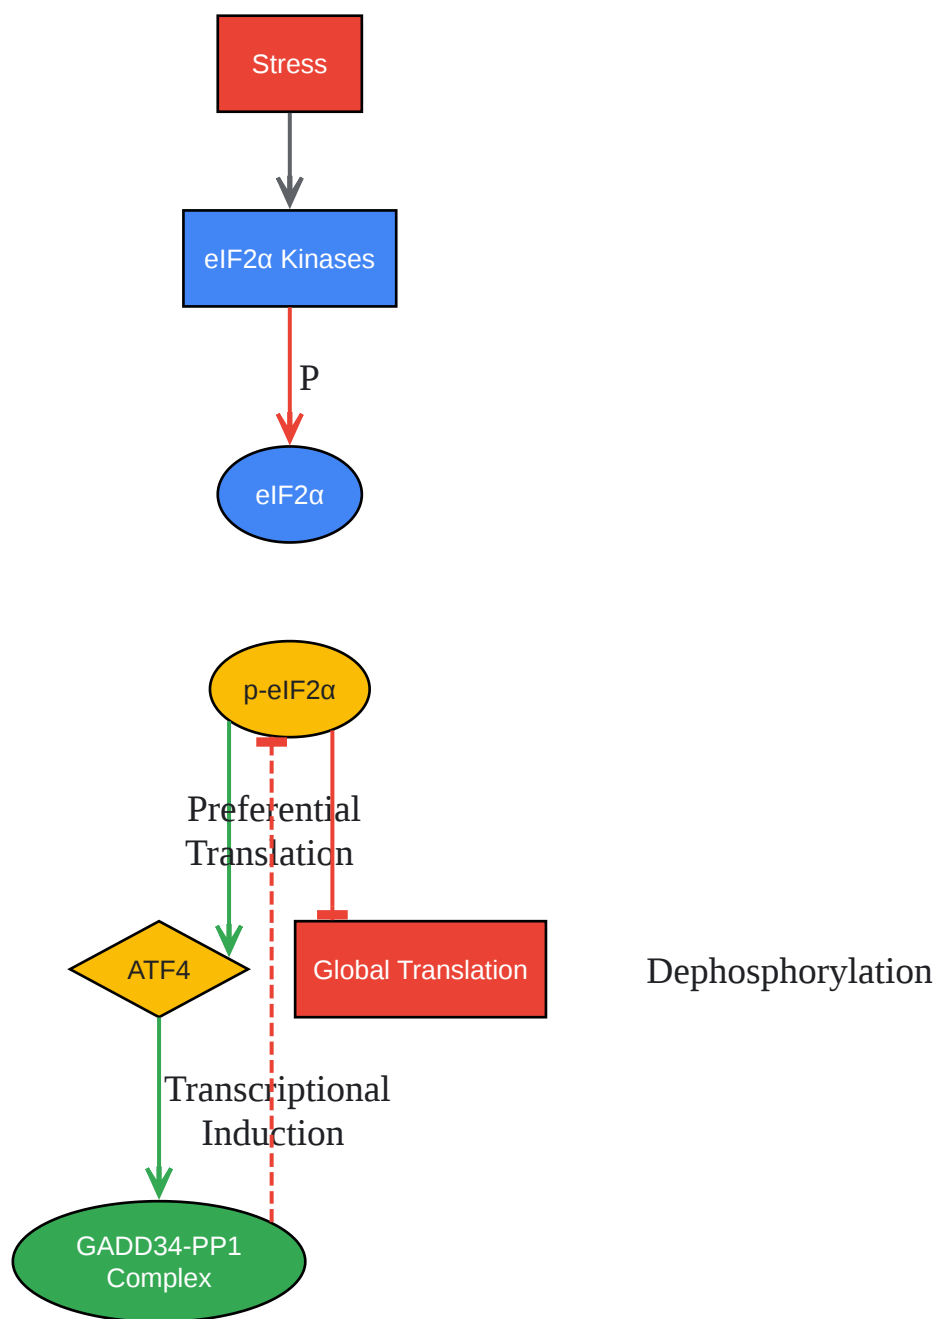 Stress
eIF2α Kinases
P
eIF2α
p-eIF2α
Preferential
Translation
ATF4
Global Translation
Dephosphorylation
Transcriptional
Induction
GADD34-PP1
Complex